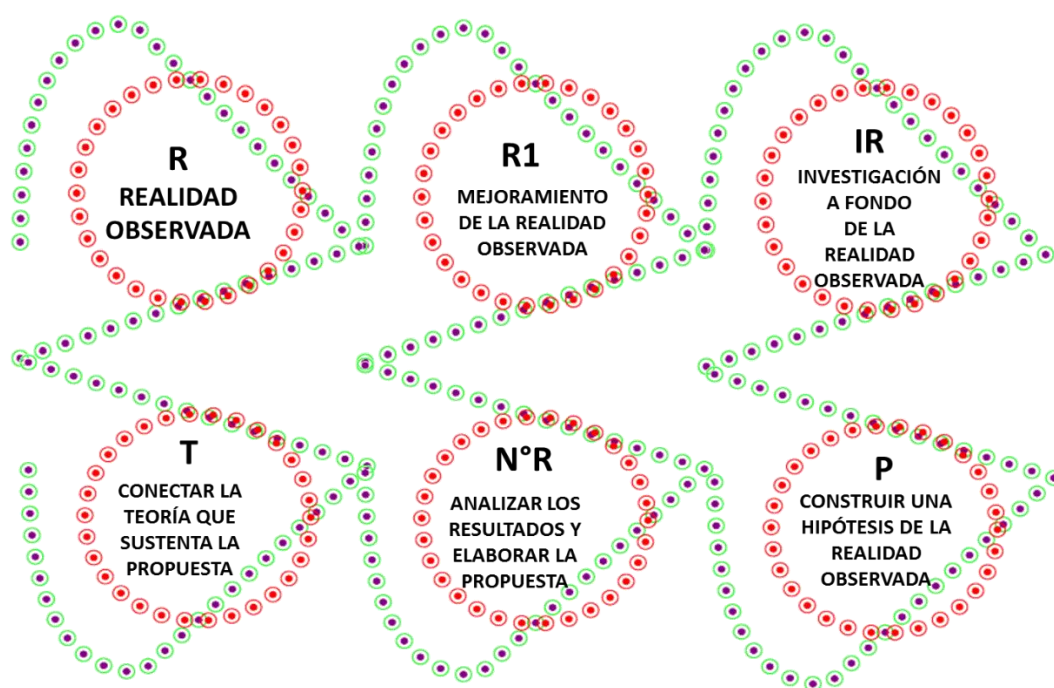 R
REALIDAD
OBSERVADA
R1
MEJORAMIENTO
DE LA REALIDAD
OBSERVADA
IR
INVESTIGACIÓN
A FONDO
DE LA
REALIDAD
OBSERVADA
T
CONECTAR LA
TEORÍA QUE
SUSTENTA LA
PROPUESTA
N°R
ANALIZAR LOS
RESULTADOS Y
ELABORAR LA
PROPUESTA
P
CONSTRUIR UNA
HIPÓTESIS DE LA
REALIDAD
OBSERVADA